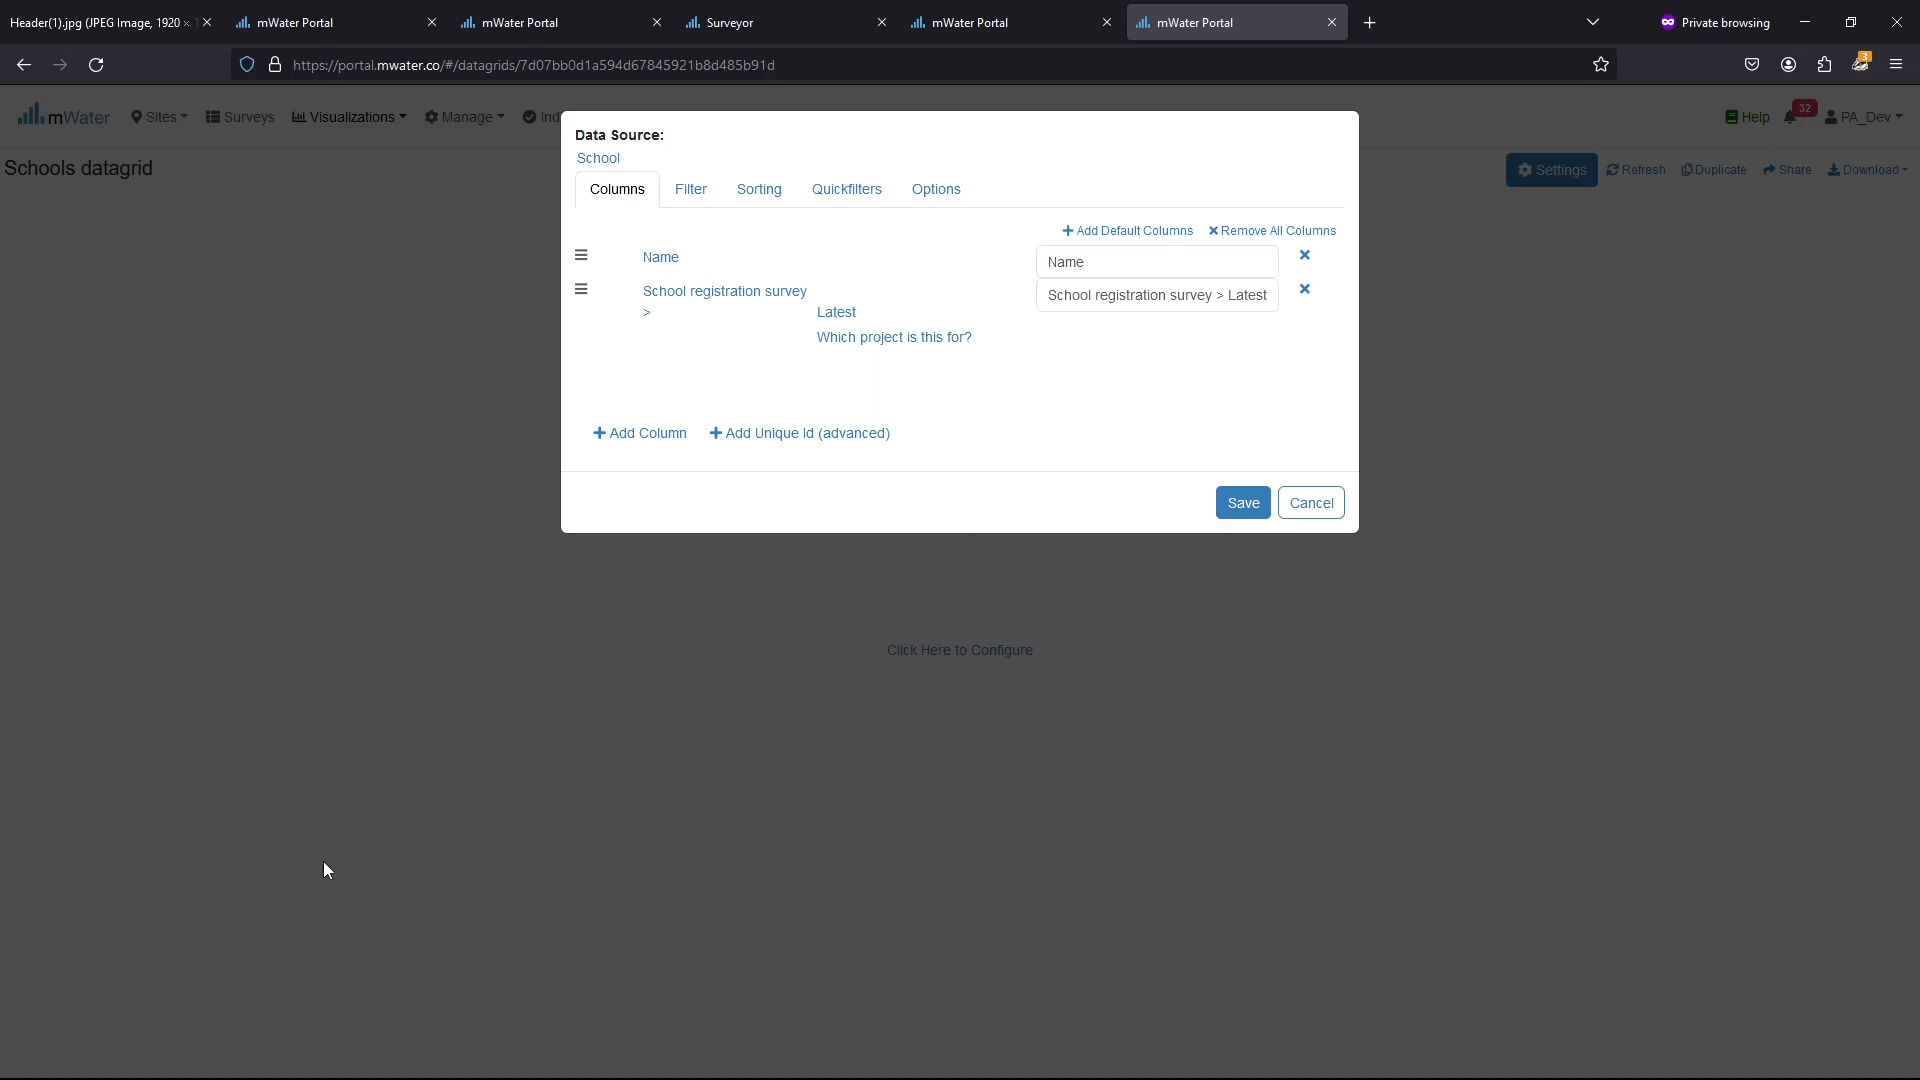 Header(1).jpg (JPEG Image, 1920 ×
mWater Portal
mWater Portal
Surveyor
mWater Portal
mWater Portal
Private browsing
https://portal.mwater.co/#/datagrids/7d07bb0d1a594d67845921b8d485b91d
3
mWater
Sites
Surveys
Visualizations
Manage
Ind
Help
32
PA_Dev
Schools datagrid
Settings
Refresh
Duplicate
Share
Download
Data Source:
School
Columns
Filter
Sorting
Quickfilters
Options
Add Default Columns
Remove All Columns
Name
Name
School registration survey
>
Latest
Which project is this for?
School registration survey > Latest
Add Column
Add Unique Id (advanced)
Save
Cancel
Click Here to Configure